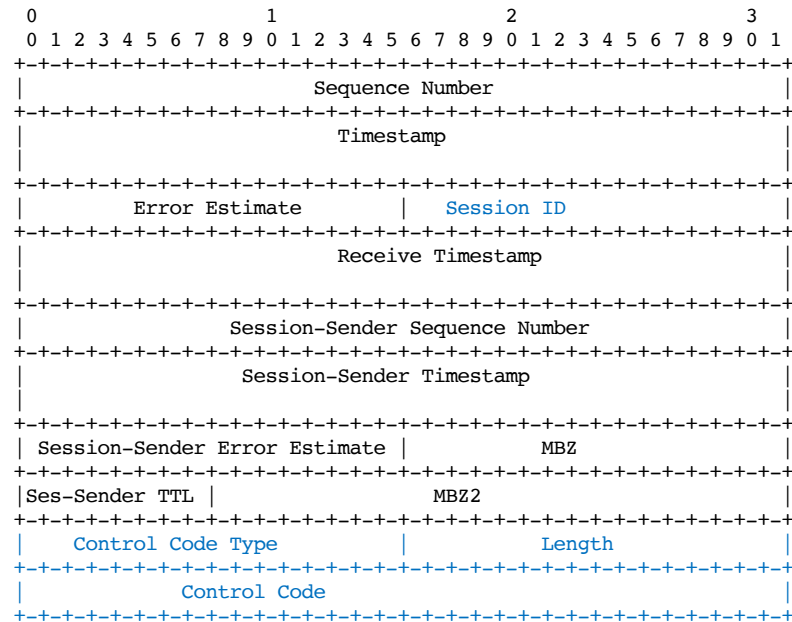 0                   1                   2                   3
 0 1 2 3 4 5 6 7 8 9 0 1 2 3 4 5 6 7 8 9 0 1 2 3 4 5 6 7 8 9 0 1
+-+-+-+-+-+-+-+-+-+-+-+-+-+-+-+-+-+-+-+-+-+-+-+-+-+-+-+-+-+-+-+-+
|                        Sequence Number                        |
+-+-+-+-+-+-+-+-+-+-+-+-+-+-+-+-+-+-+-+-+-+-+-+-+-+-+-+-+-+-+-+-+
|                          Timestamp                            |
|                                                               |
+-+-+-+-+-+-+-+-+-+-+-+-+-+-+-+-+-+-+-+-+-+-+-+-+-+-+-+-+-+-+-+-+
|         Error Estimate        |   Session ID                  |
+-+-+-+-+-+-+-+-+-+-+-+-+-+-+-+-+-+-+-+-+-+-+-+-+-+-+-+-+-+-+-+-+
|                          Receive Timestamp                    |
|                                                               |
+-+-+-+-+-+-+-+-+-+-+-+-+-+-+-+-+-+-+-+-+-+-+-+-+-+-+-+-+-+-+-+-+
|                 Session-Sender Sequence Number                |
+-+-+-+-+-+-+-+-+-+-+-+-+-+-+-+-+-+-+-+-+-+-+-+-+-+-+-+-+-+-+-+-+
|                  Session-Sender Timestamp                     |
|                                                               |
+-+-+-+-+-+-+-+-+-+-+-+-+-+-+-+-+-+-+-+-+-+-+-+-+-+-+-+-+-+-+-+-+
| Session-Sender Error Estimate |           MBZ                 |
+-+-+-+-+-+-+-+-+-+-+-+-+-+-+-+-+-+-+-+-+-+-+-+-+-+-+-+-+-+-+-+-+
|Ses-Sender TTL |                  MBZ2                         |
+-+-+-+-+-+-+-+-+-+-+-+-+-+-+-+-+-+-+-+-+-+-+-+-+-+-+-+-+-+-+-+-+
|    Control Code Type          |           Length              |
+-+-+-+-+-+-+-+-+-+-+-+-+-+-+-+-+-+-+-+-+-+-+-+-+-+-+-+-+-+-+-+-+
|             Control Code                                      |
+-+-+-+-+-+-+-+-+-+-+-+-+-+-+-+-+-+-+-+-+-+-+-+-+-+-+-+-+-+-+-+-+